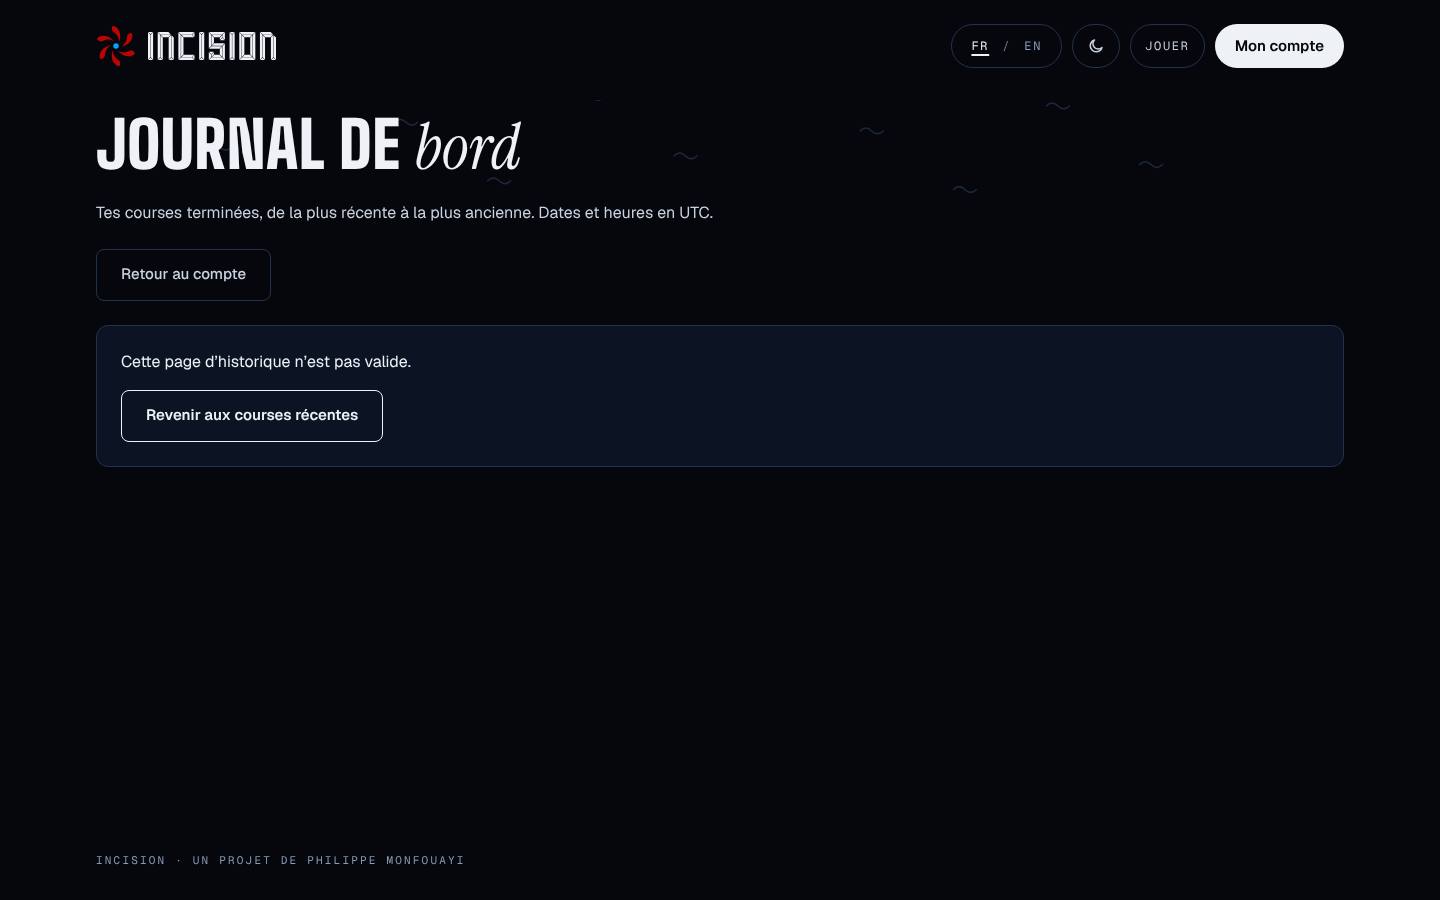 INCISION
FR / EN
JOUER
Mon compte
JOURNAL DE bord
Tes courses terminées, de la plus récente à la plus ancienne. Dates et heures en UTC.
Retour au compte
Cette page d’historique n’est pas valide.
Revenir aux courses récentes
INCISION · UN PROJET DE PHILIPPE MONFOUAYI